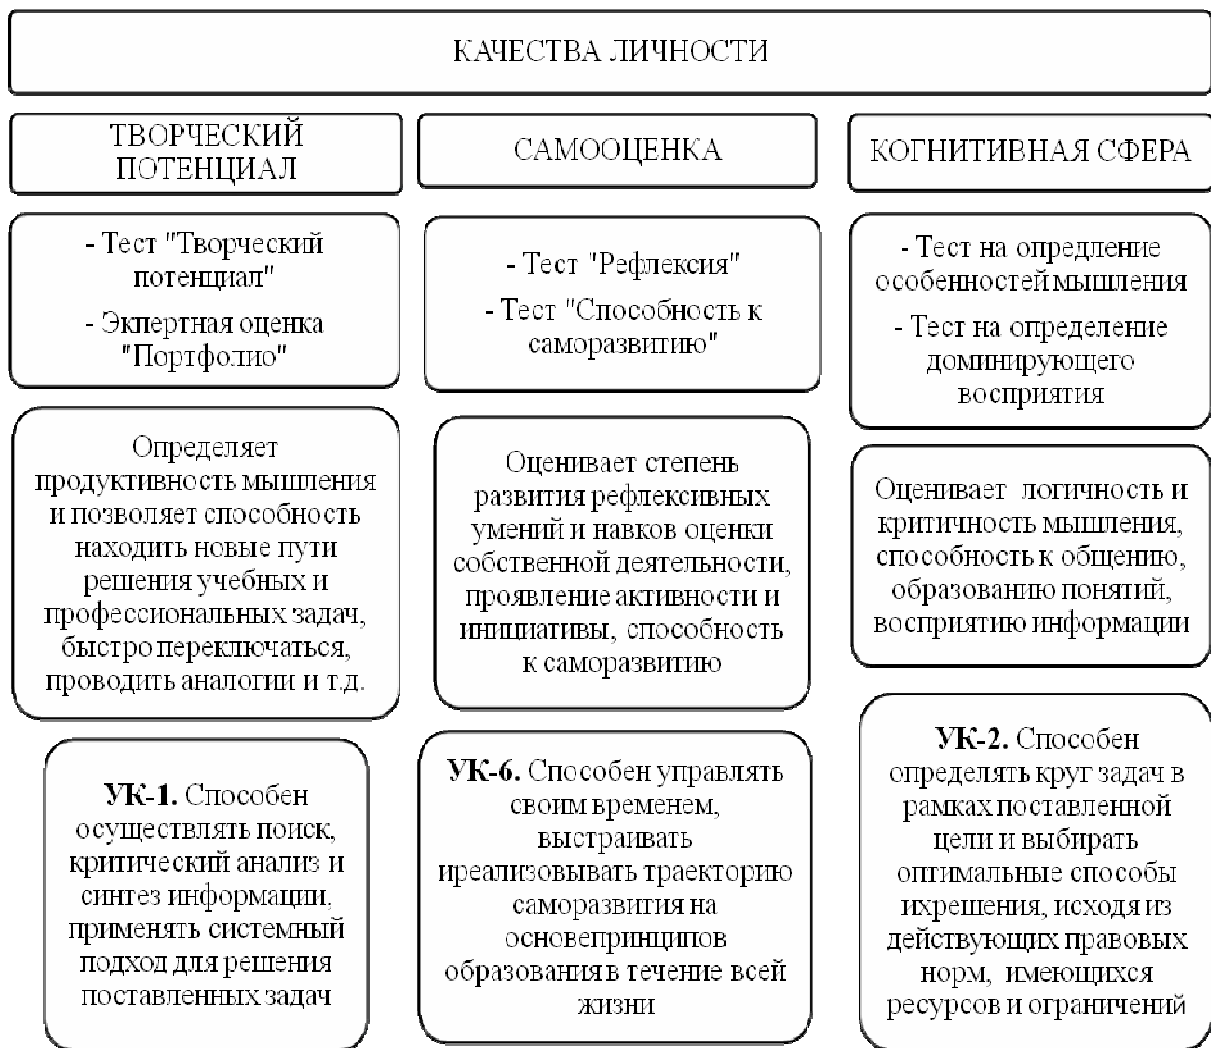 КАЧЕСТВА ЛИЧНОСТИ
ТВОРЧЕСКИЙ
ПОТЕНЦИАЛ
- Тест "Творческий
потенциал"
- Экпертная оценка
"Портфолио"
Определяет
продуктивность мышления
и позволяет способность
находить новые пути
решения учебных и
профессиональных задач,
быстро переключаться,
проводить аналогии и т.д.
УК-1. Способен
осуществлять поиск,
критический анализ и
синтез информации,
применять системный
подход для решения
поставленных задач
САМООЦЕНКА
- Тест "Рефлексия"
- Тест "Способность к
саморазвитию"
Оценивает степень
развития рефлексивных
умений и навков оценки
собственной деятельности,
проявление активности и
инициативы, способность
к саморазвитию
УК-6. Способен управлять
своим временем,
выстраивать
иреализовывать траекторию
саморазвития на
основепринципов
образования в течение всей
жизни
КОГНИТИВНАЯ СФЕРА
- Тест на опредление
особенностей мышления
- Тест на определение
доминирующего
восприятия
Оценивает логичность и
критичность мышления,
способность к общению,
образованию понятий,
восприятию информации
УК-2. Способен
определять круг задач в
рамках поставленной
цели и выбирать
оптимальные способы
ихрешения, исходя из
действующих правовых
норм, имеющихся
ресурсов и ограничений